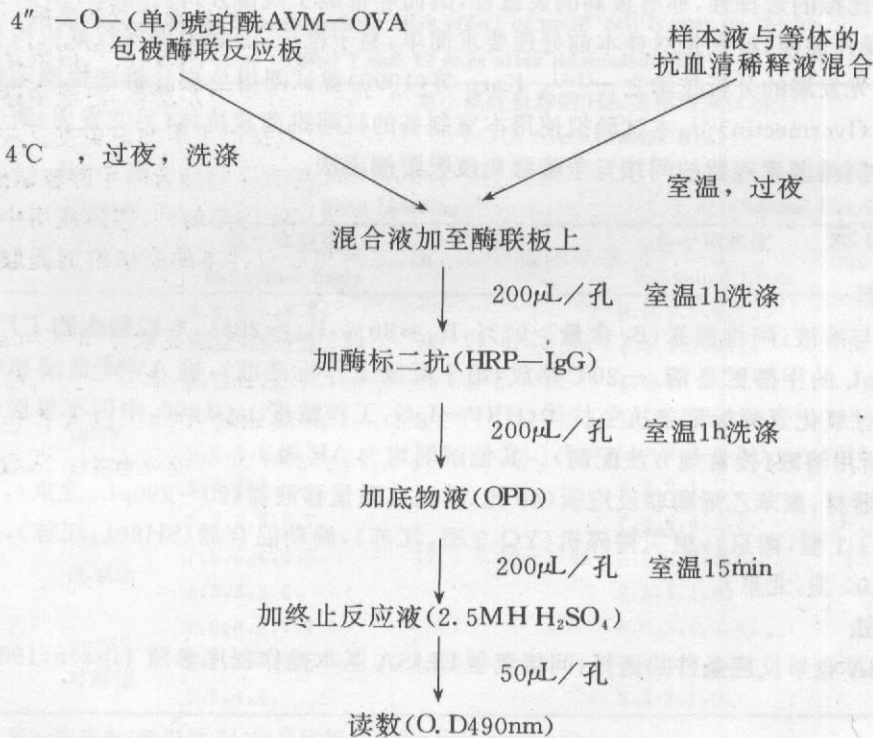 4″—O—(单)琥珀酰AVM—OVA
包被酶联反应板
样本液与等体的
抗血清稀释液混合
4℃ ，过夜，洗涤
室温，过夜
混合液加至酶联板上
200μL／孔 室温1h洗涤
加酶标二抗(HRP—IgG)
200μL／孔 室温1h洗涤
加底物液(OPD)
200μL／孔 室温15min
加终止反应液(2.5MH H₂SO₄)
50μL／孔
读数(O.D490nm)